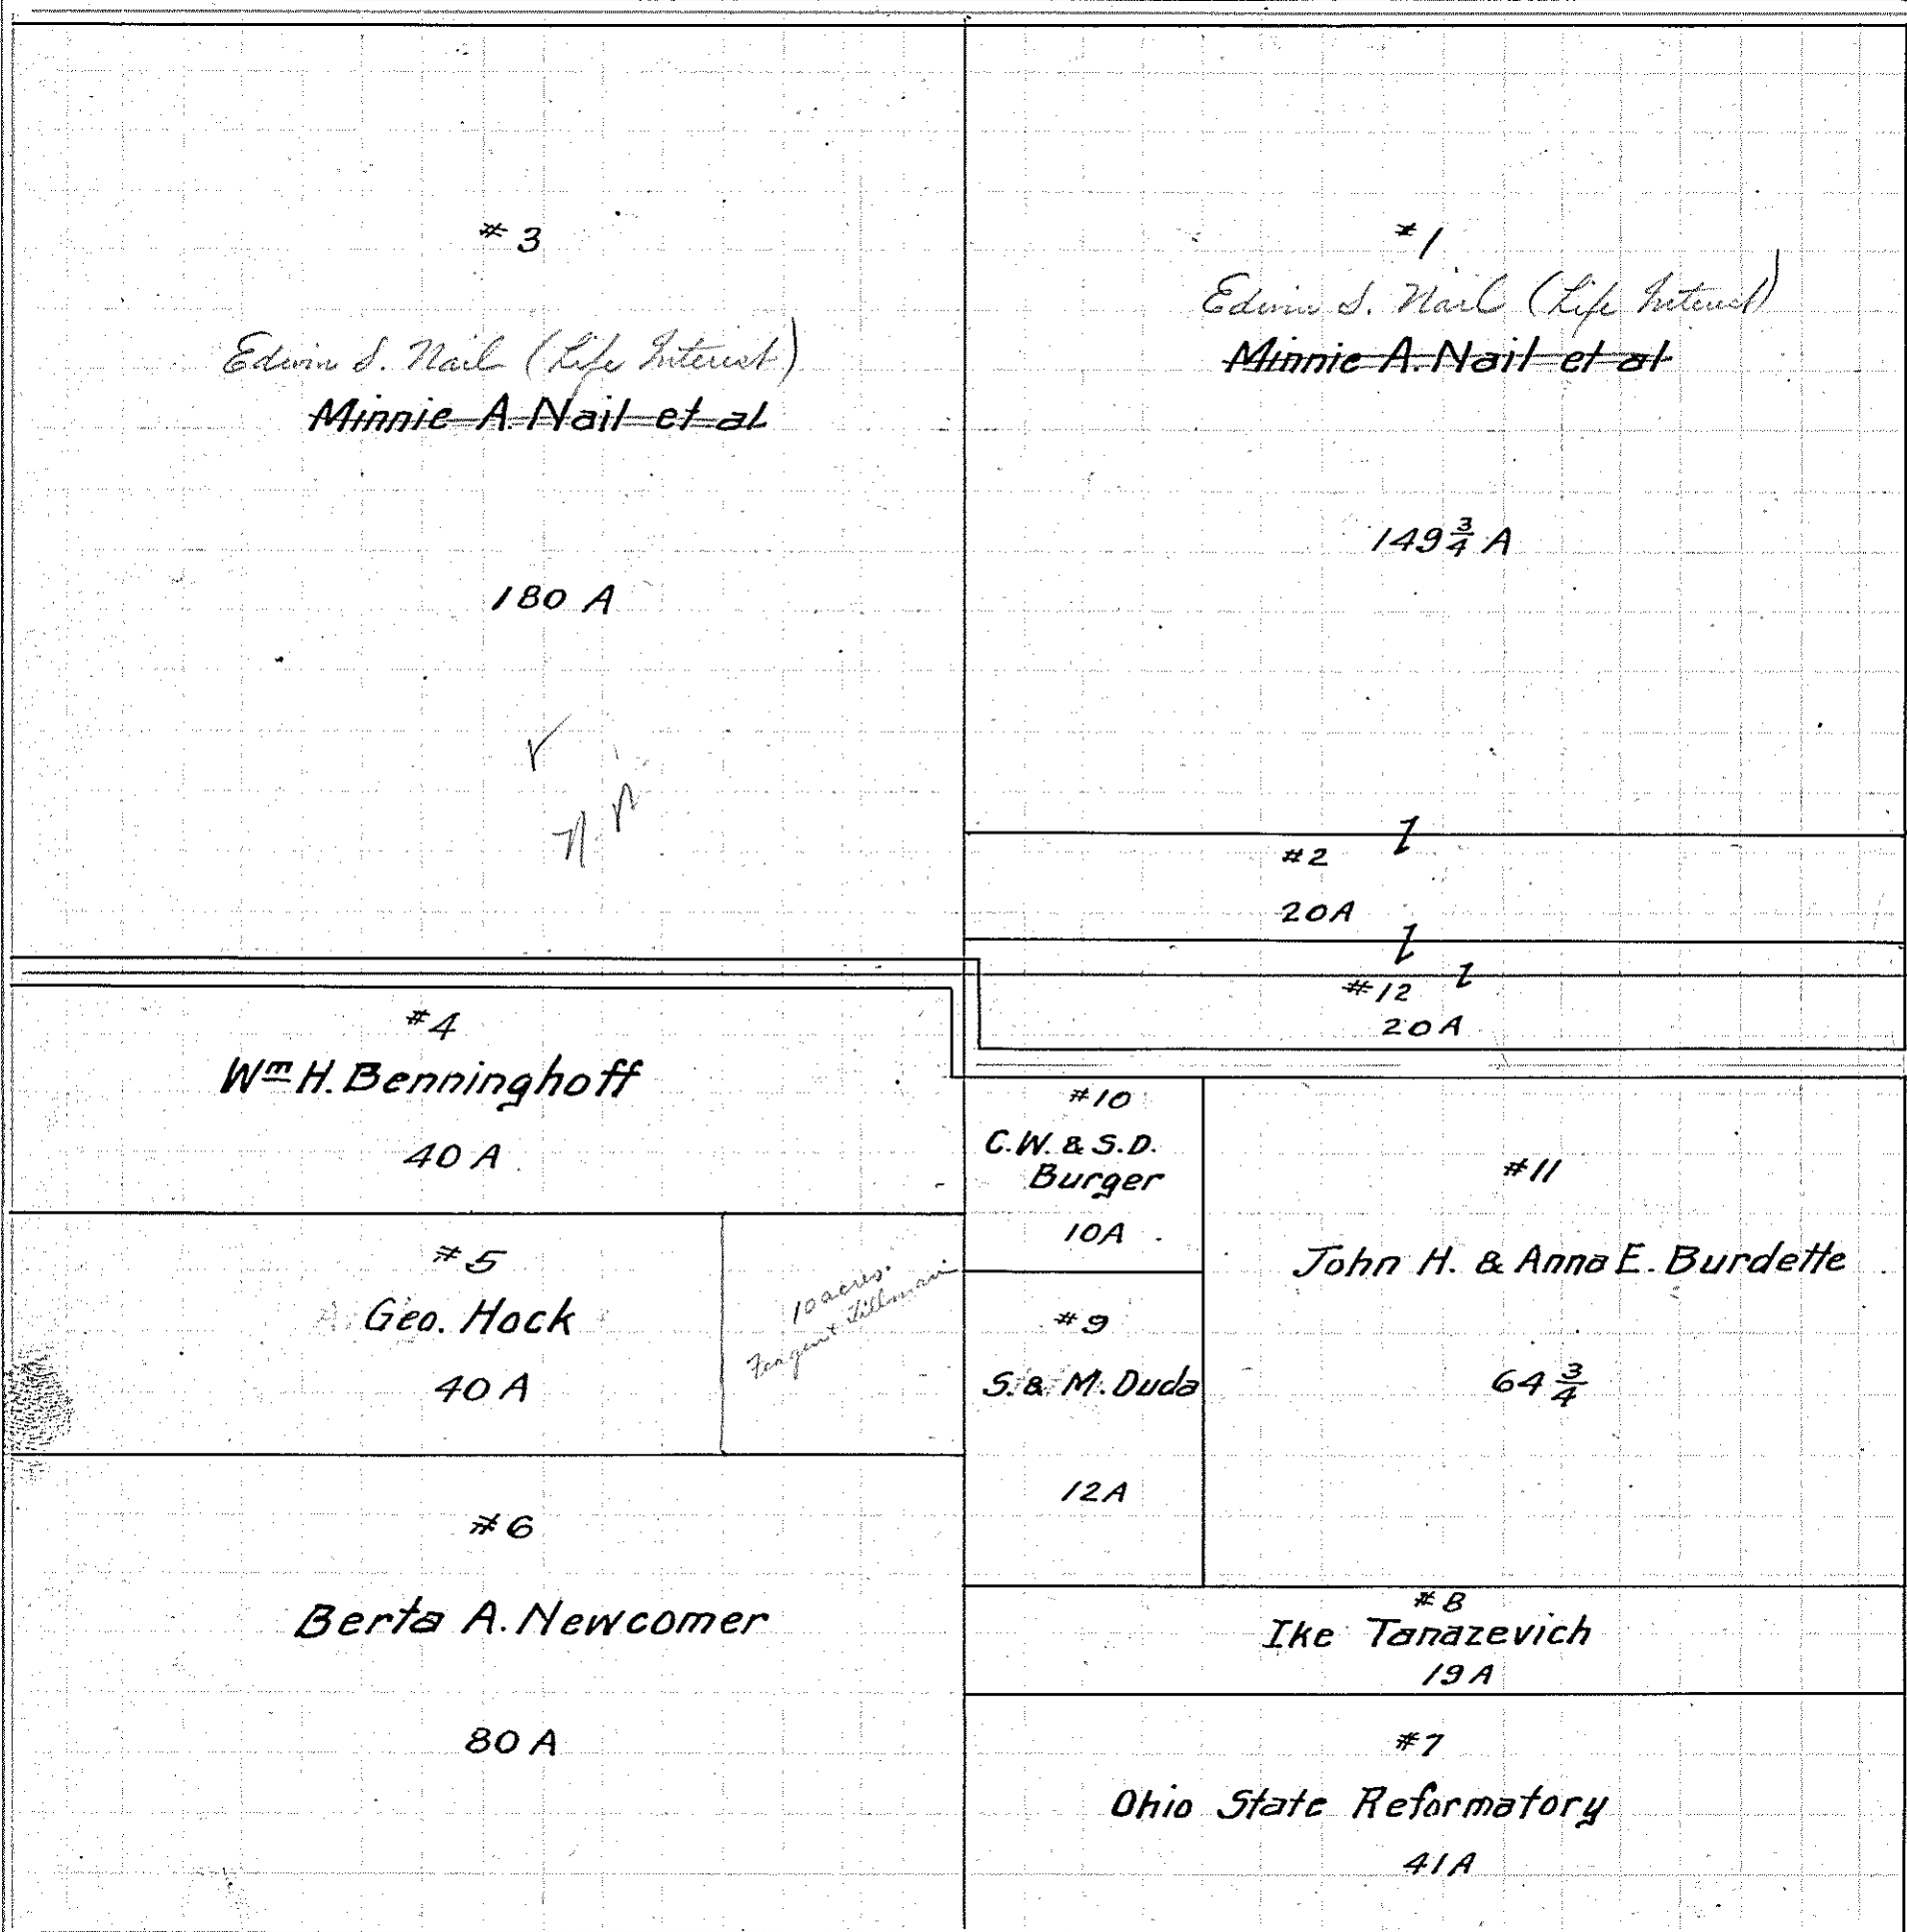 #3
Edwin S. Nail (Life Interest)
Minnie A. Nail et al
180 A
#1
Edwin S. Nail (Life Interest)
Minnie A. Nail et al
149 3/4 A
#2
20A
#12
20A
#4
Wm H. Benninghoff
40 A
#5
Geo. Hock
40 A
10 acres.
#6
Berta A. Newcomer
80 A
#10
C.W. & S.D.
Burger
10A
#9
S. & M. Duda
12A
#11
John H. & Anna E. Burdette
64 3/4
#8
Ike Tanazevich
19A
#7
Ohio State Reformatory
41A